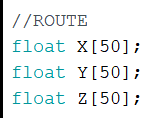 //ROUTE
float X[50];
float Y[50];
float Z[50];